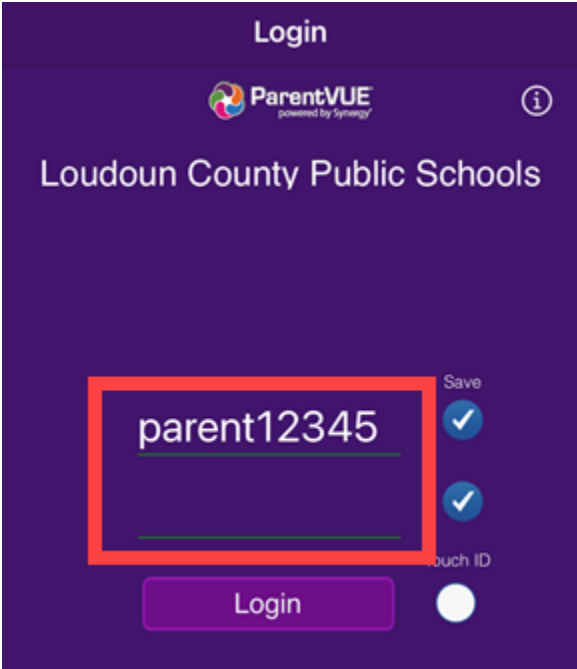 Login
ParentVUE
powered by Synergy
Loudoun County Public Schools
Save
parent12345
Touch ID
Login